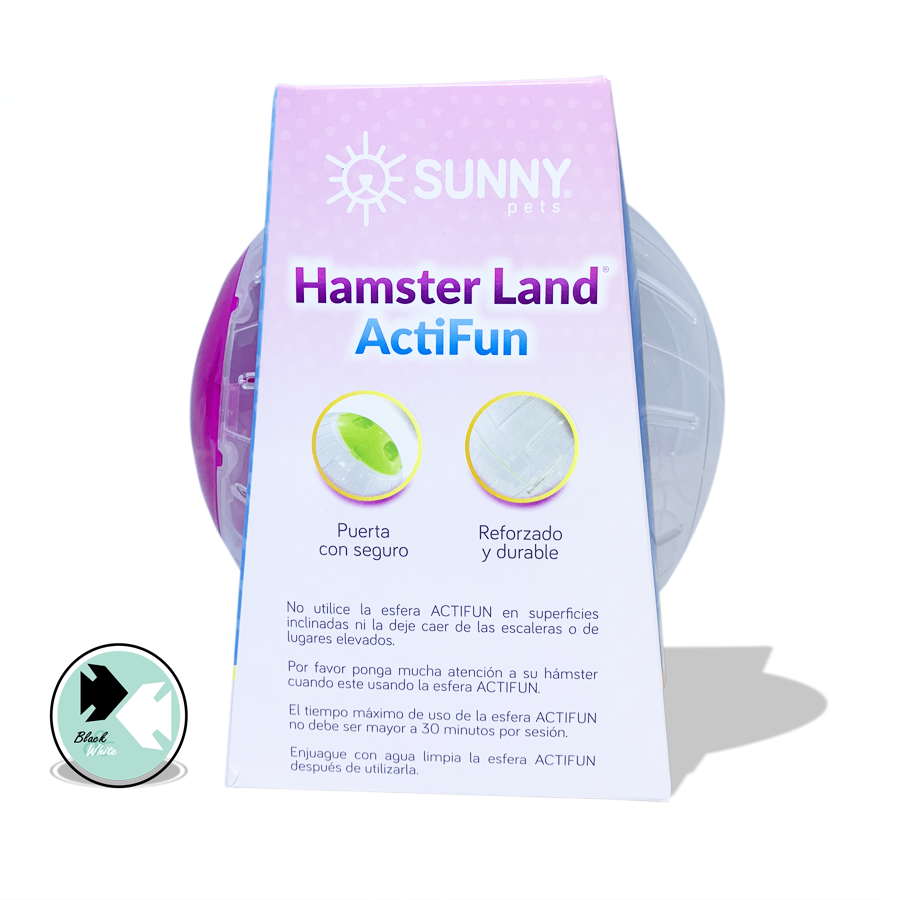 SUNNY®
pets
Hamster Land®
ActiFun
Puerta
con seguro
Reforzado
y durable
No utilice la esfera ACTIFUN en superficies
inclinadas ni la deje caer de las escaleras o de
lugares elevados.
Por favor ponga mucha atención a su hámster
cuando este usando la esfera ACTIFUN.
El tiempo máximo de uso de la esfera ACTIFUN
no debe ser mayor a 30 minutos por sesión.
Enjuague con agua limpia la esfera ACTIFUN
después de utilizarla.
Black
White